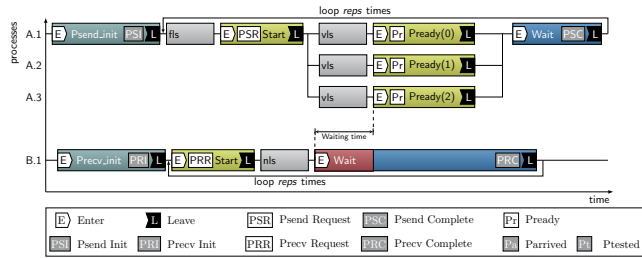 loop reps times
processes
A.1 E Psend_init PSI L fls E PSR Start L vls E Pr Pready(0) L E Wait PSC L
A.2 vls E Pr Pready(1) L
A.3 vls E Pr Pready(2) L
Waiting time
B.1 E Precv_init PRI L E PRR Start L nls E Wait PRC L
loop reps times
time
E Enter L Leave PSR Psend Request PSC Psend Complete Pr Pready
PSI Psend Init PRI Precv Init PRR Precv Request PRC Precv Complete Pa Parrived Pt Ptested